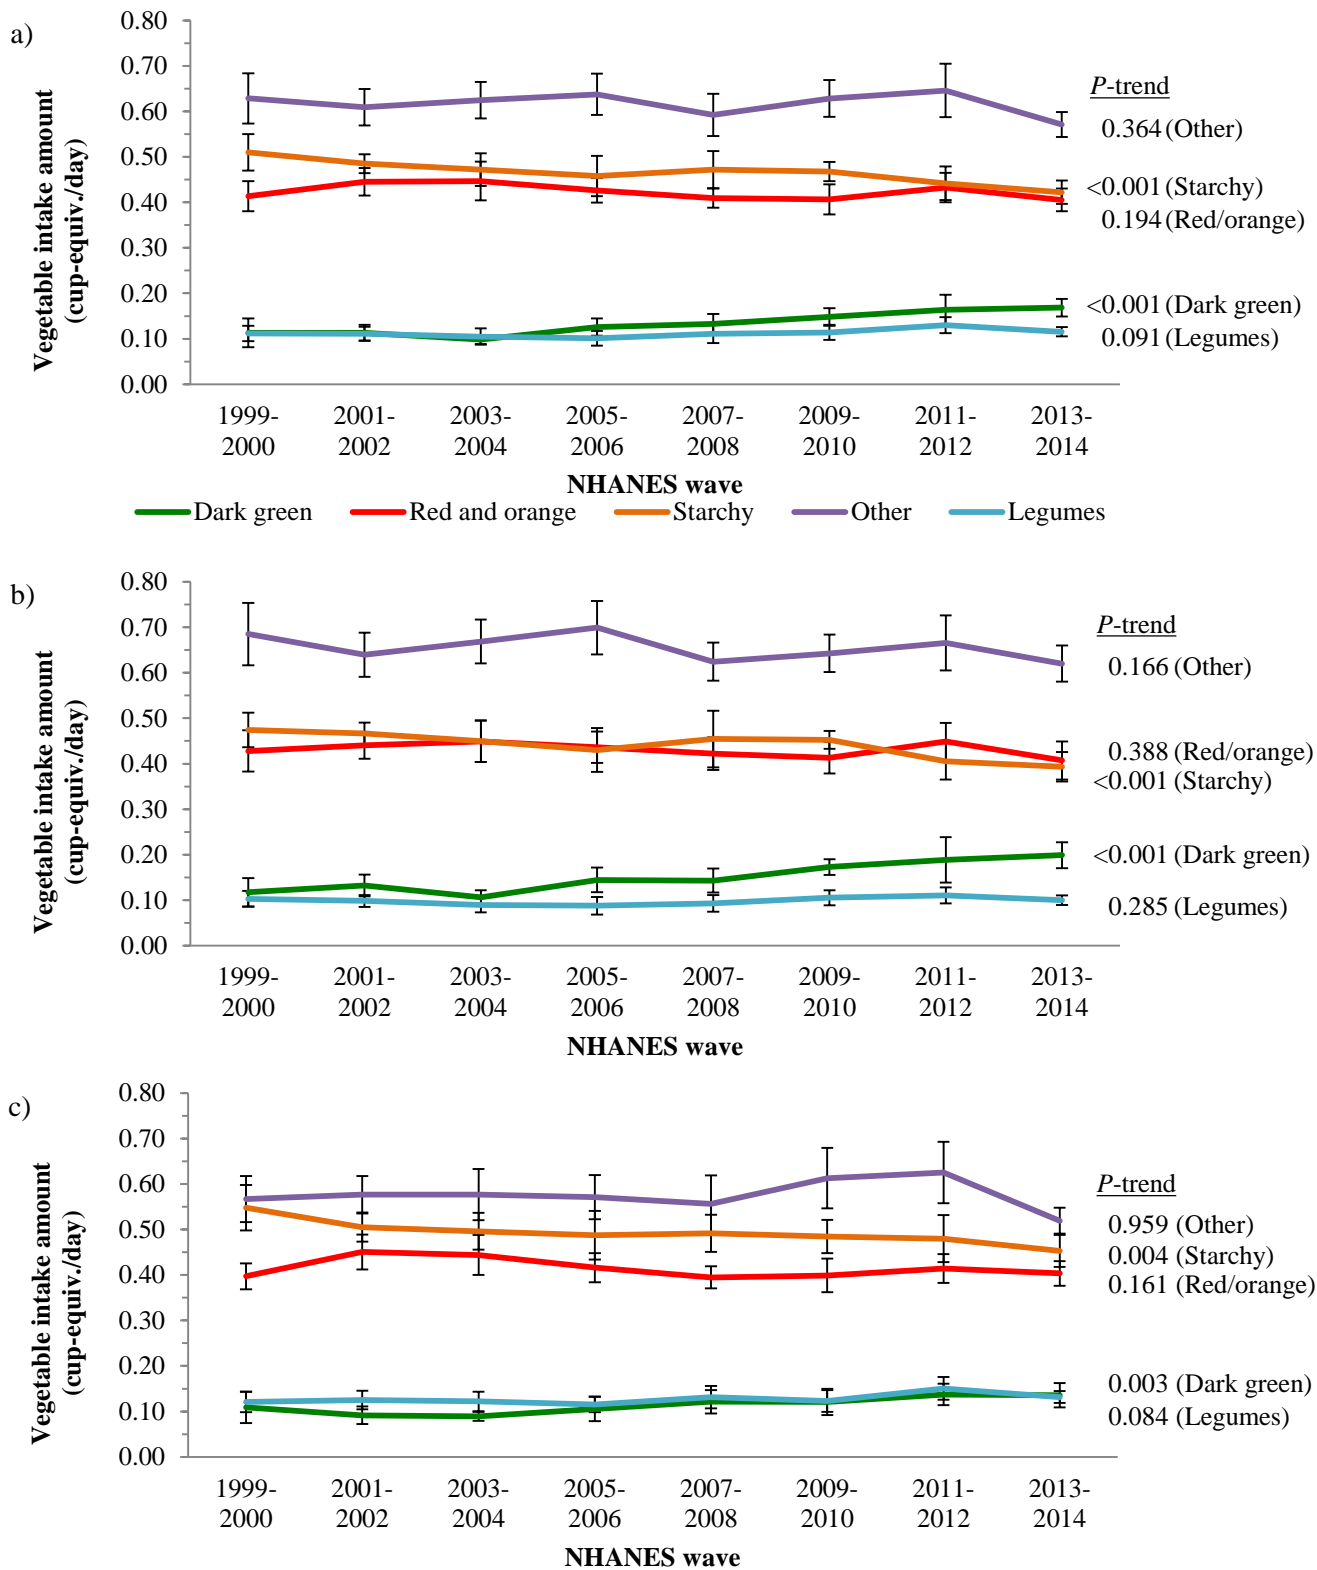 a)
Vegetable intake amount
(cup-equiv./day)
0.80
0.70
0.60
0.50
0.40
0.30
0.20
0.10
0.00
P-trend
0.364 (Other)
<0.001 (Starchy)
0.194 (Red/orange)
<0.001 (Dark green)
0.091 (Legumes)
1999-2000
2001-2002
2003-2004
2005-2006
2007-2008
2009-2010
2011-2012
2013-2014
NHANES wave
Dark green Red and orange Starchy Other Legumes
b)
Vegetable intake amount
(cup-equiv./day)
0.80
0.70
0.60
0.50
0.40
0.30
0.20
0.10
0.00
P-trend
0.166 (Other)
0.388 (Red/orange)
<0.001 (Starchy)
<0.001 (Dark green)
0.285 (Legumes)
1999-2000
2001-2002
2003-2004
2005-2006
2007-2008
2009-2010
2011-2012
2013-2014
NHANES wave
c)
Vegetable intake amount
(cup-equiv./day)
0.80
0.70
0.60
0.50
0.40
0.30
0.20
0.10
0.00
P-trend
0.959 (Other)
0.004 (Starchy)
0.161 (Red/orange)
0.003 (Dark green)
0.084 (Legumes)
1999-2000
2001-2002
2003-2004
2005-2006
2007-2008
2009-2010
2011-2012
2013-2014
NHANES wave